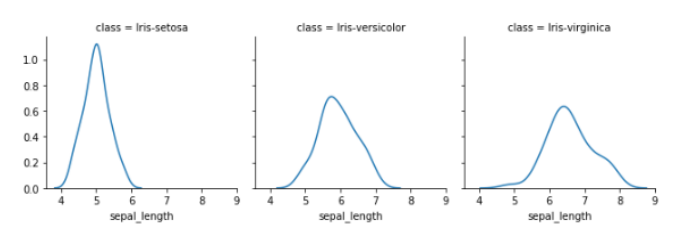 class = Iris-setosa
class = Iris-versicolor
class = Iris-virginica
1.0
0.8
0.6
0.4
0.2
0.0
4 5 6 7 8 9
4 5 6 7 8 9
4 5 6 7 8 9
sepal_length
sepal_length
sepal_length